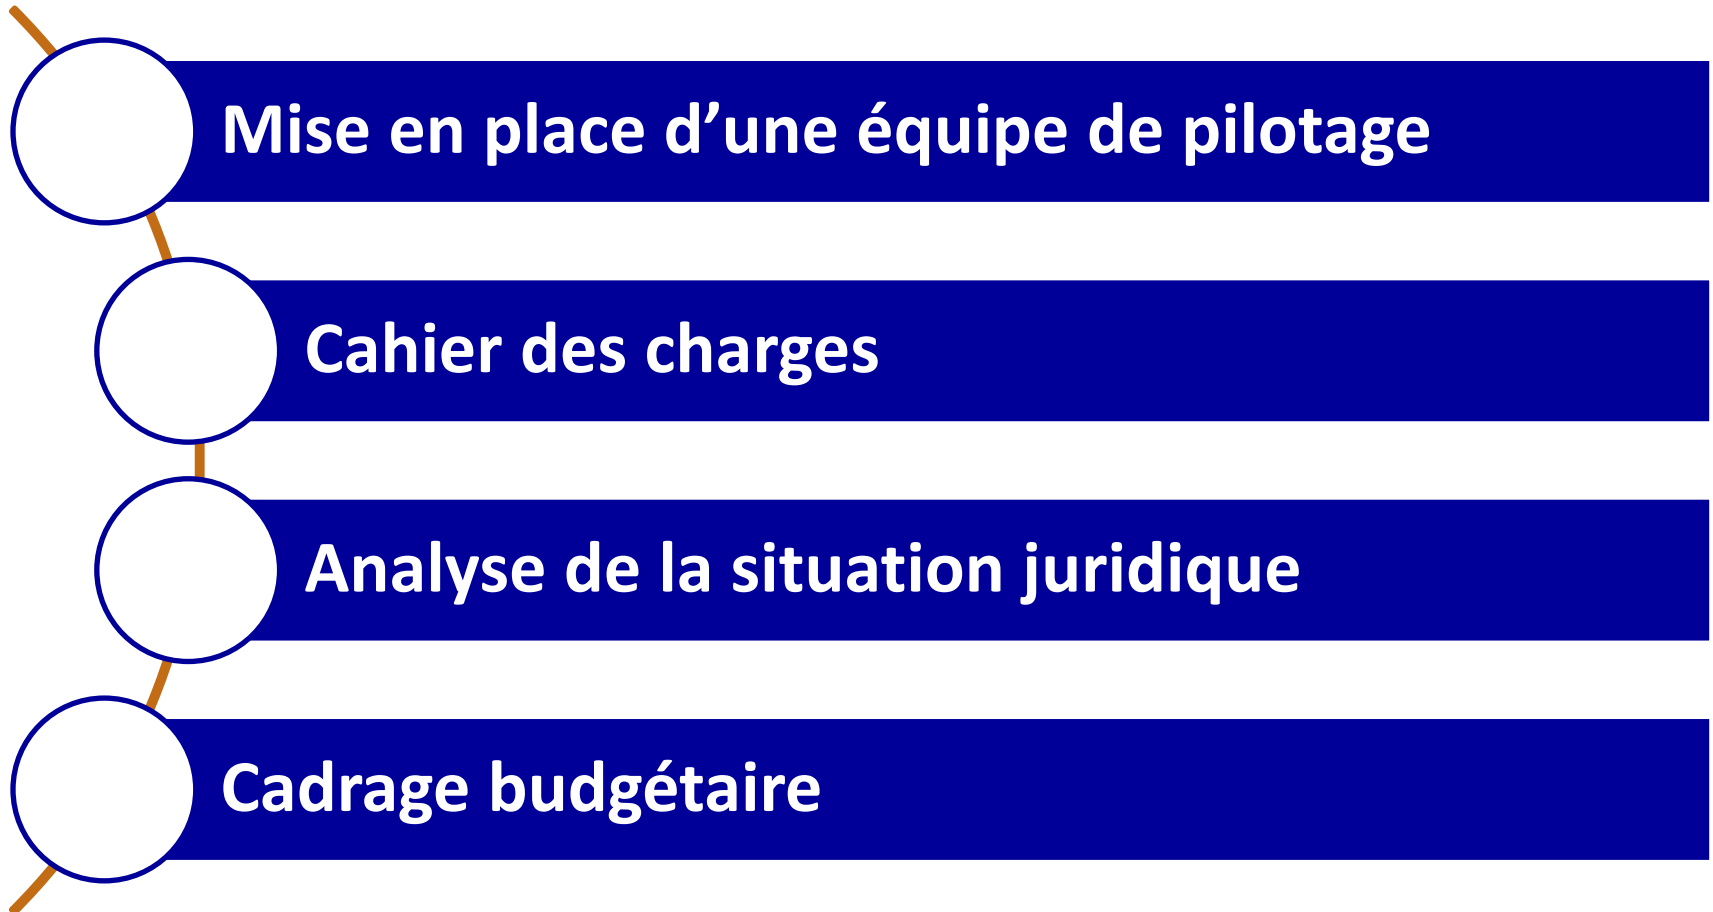 Mise en place d’une équipe de pilotage
Cahier des charges
Analyse de la situation juridique
Cadrage budgétaire